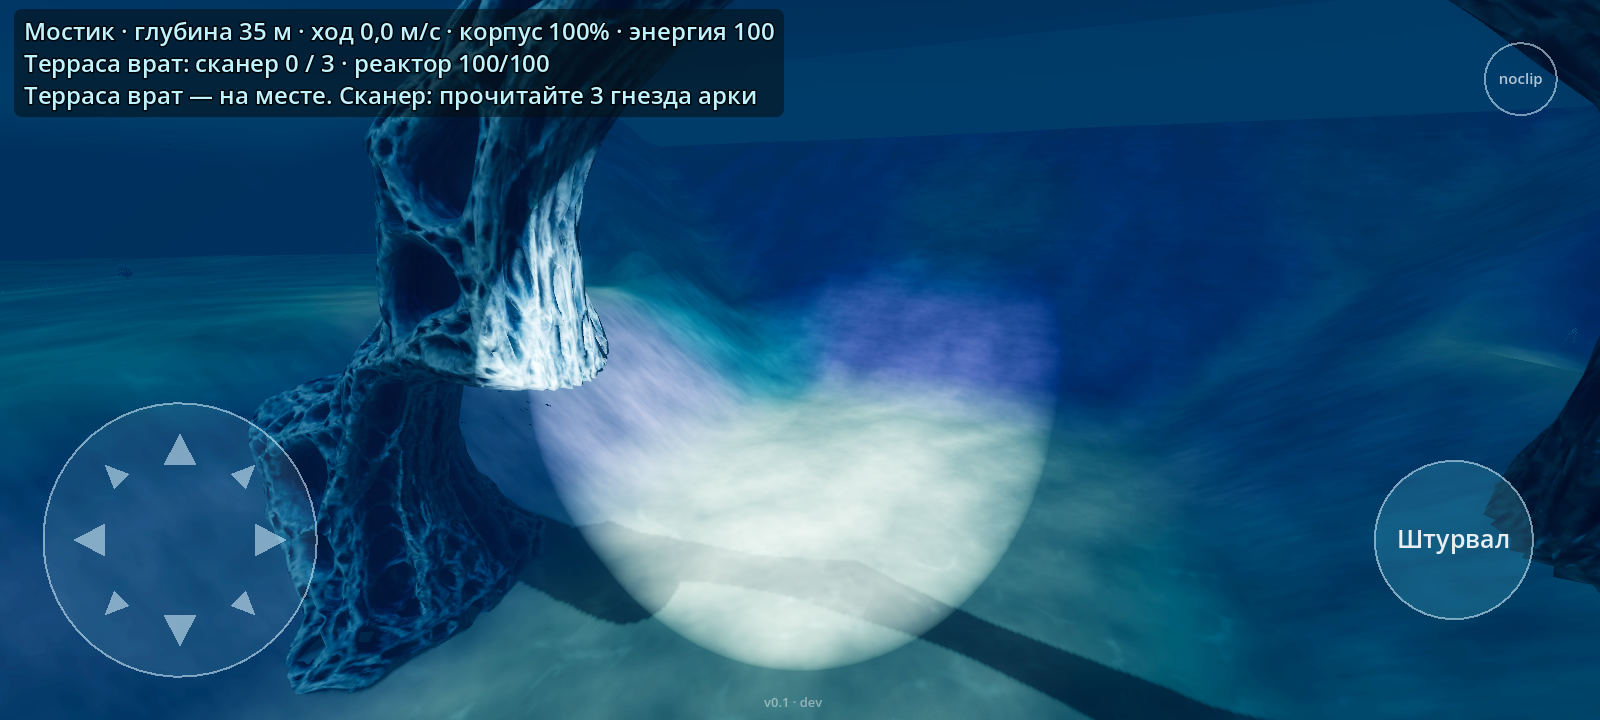 Мостик · глубина 35 м · ход 0,0 м/с · корпус 100% · энергия 100
Терраса врат: сканер 0 / 3 · реактор 100/100
Терраса врат — на месте. Сканер: прочитайте 3 гнезда арки
noclip
Штурвал
v0.1 · dev